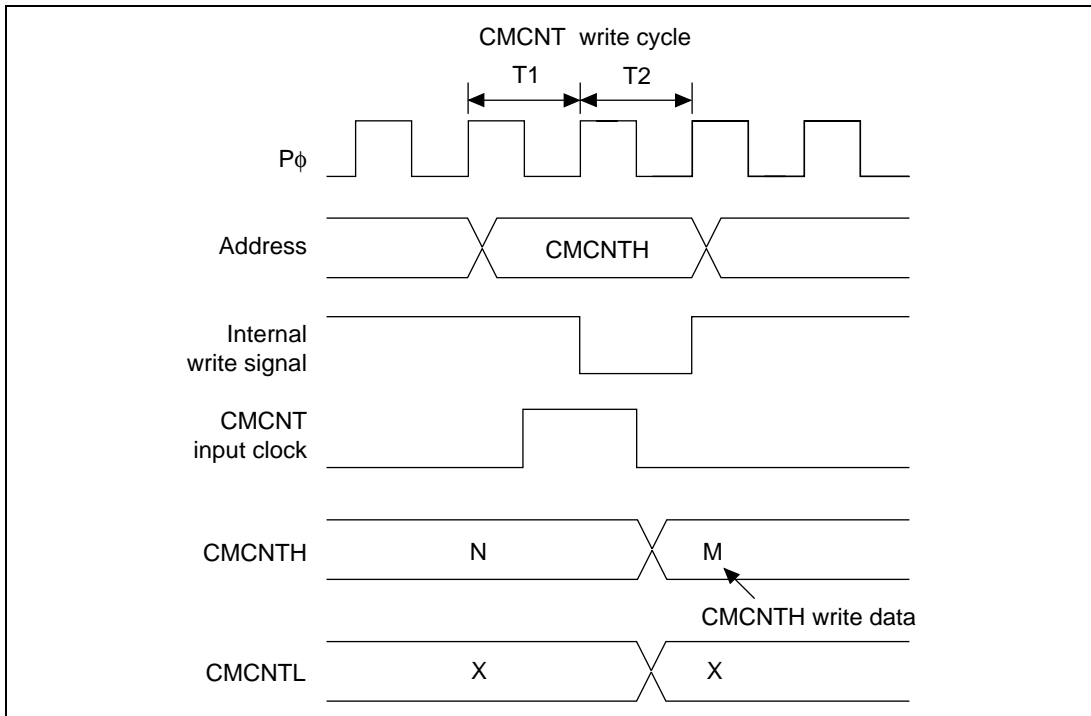 CMCNT write cycle
T1 T2
Pϕ
Address
CMCNTH
Internal
write signal
CMCNT
input clock
CMCNTH
N M
CMCNTH write data
CMCNTL
X X